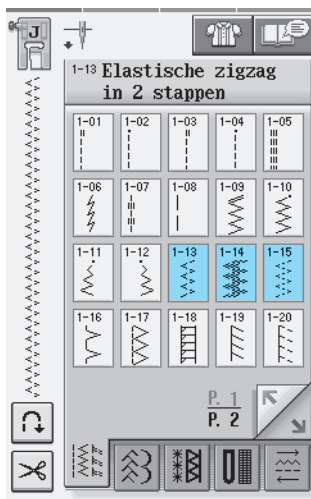 J
1-13 Elastische zigzag
in 2 stappen
1-01 1-02 1-03 1-04 1-05
1-06 1-07 1-08 1-09 1-10
1-11 1-12 1-13 1-14 1-15
1-16 1-17 1-18 1-19 1-20
P. 1
P. 2